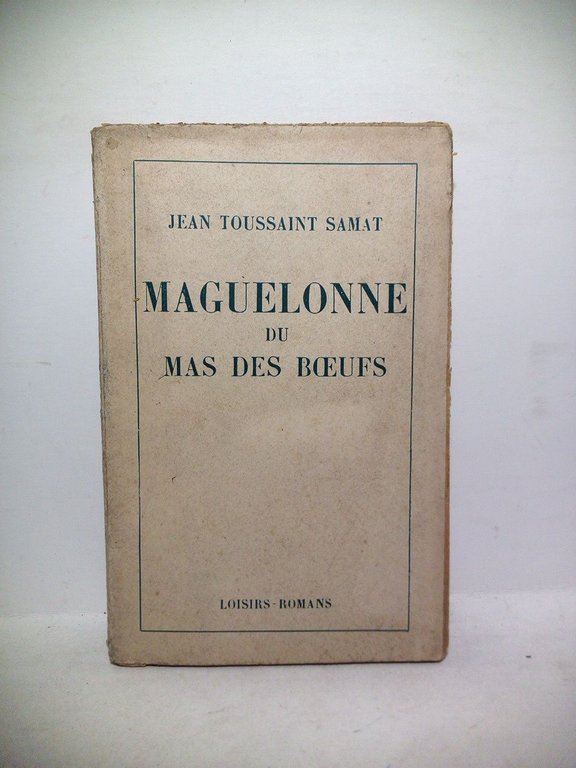 JEAN TOUSSAINT SAMAT
MAGUELONNE
DU
MAS DES BŒUFS
LOISIRS-ROMANS